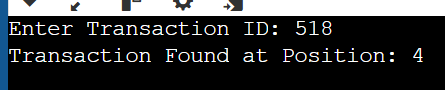 Enter Transaction ID: 518
Transaction Found at Position: 4